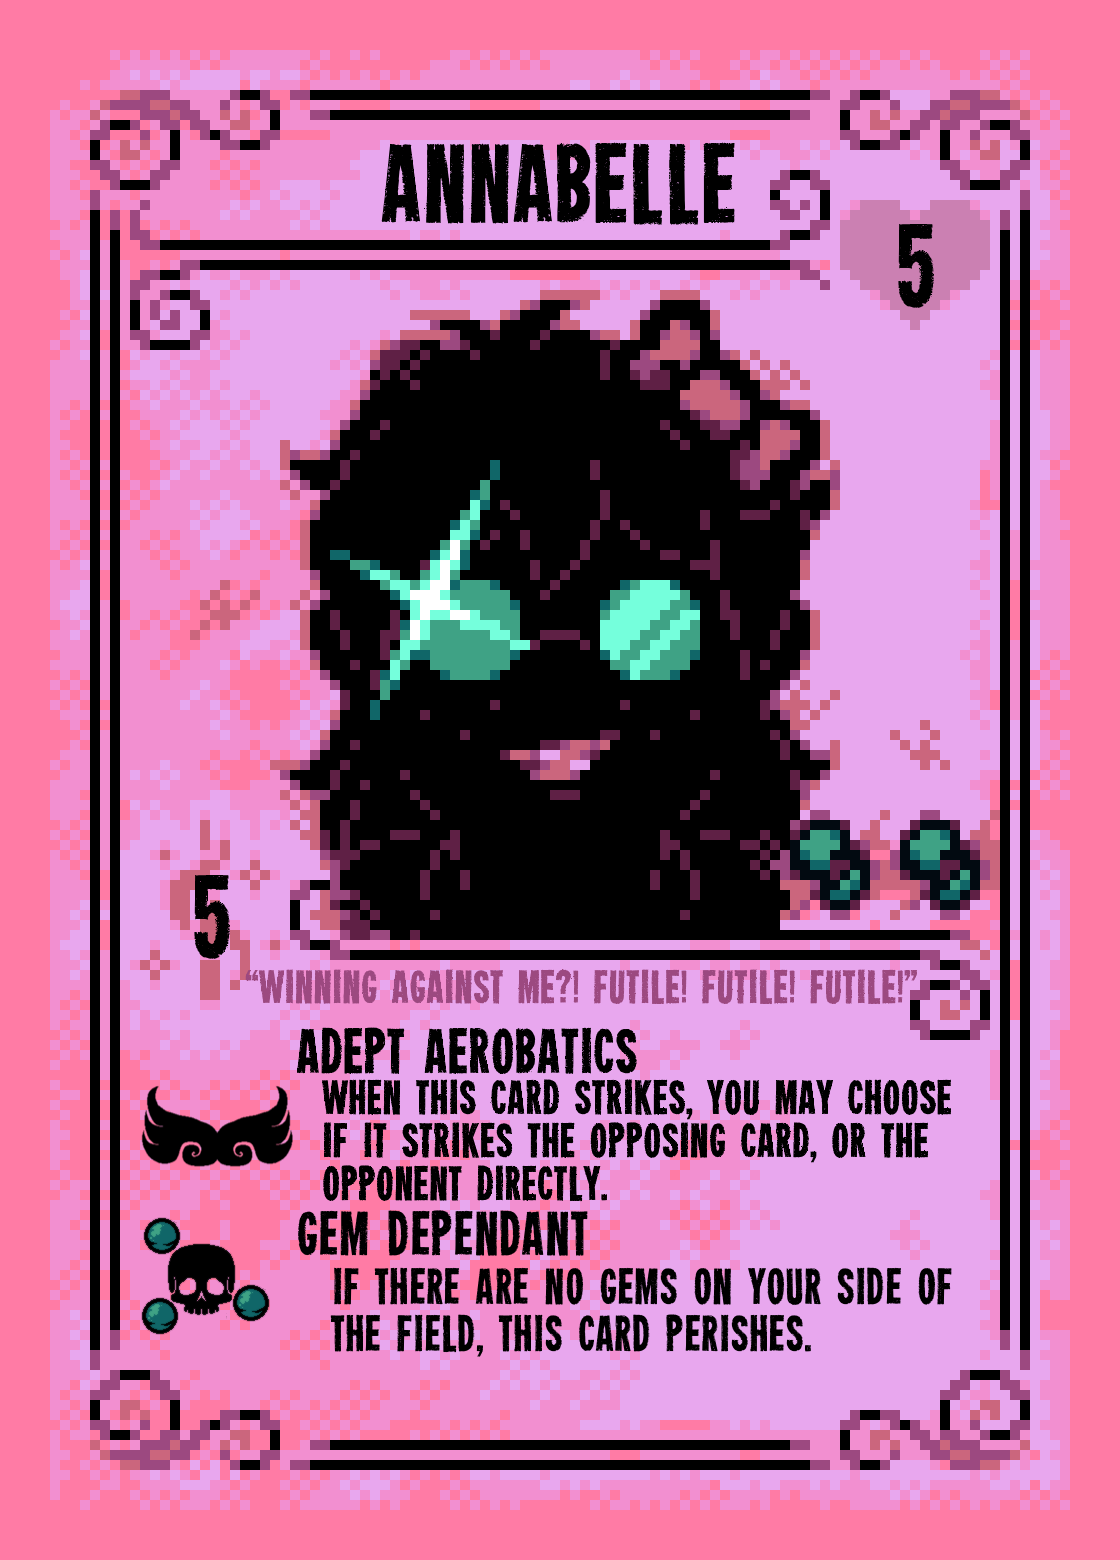 ANNABELLE
5
5
“WINNING AGAINST ME?! FUTILE! FUTILE! FUTILE!”
ADEPT AEROBATICS
WHEN THIS CARD STRIKES, YOU MAY CHOOSE
IF IT STRIKES THE OPPOSING CARD, OR THE
OPPONENT DIRECTLY.
GEM DEPENDANT
IF THERE ARE NO GEMS ON YOUR SIDE OF
THE FIELD, THIS CARD PERISHES.